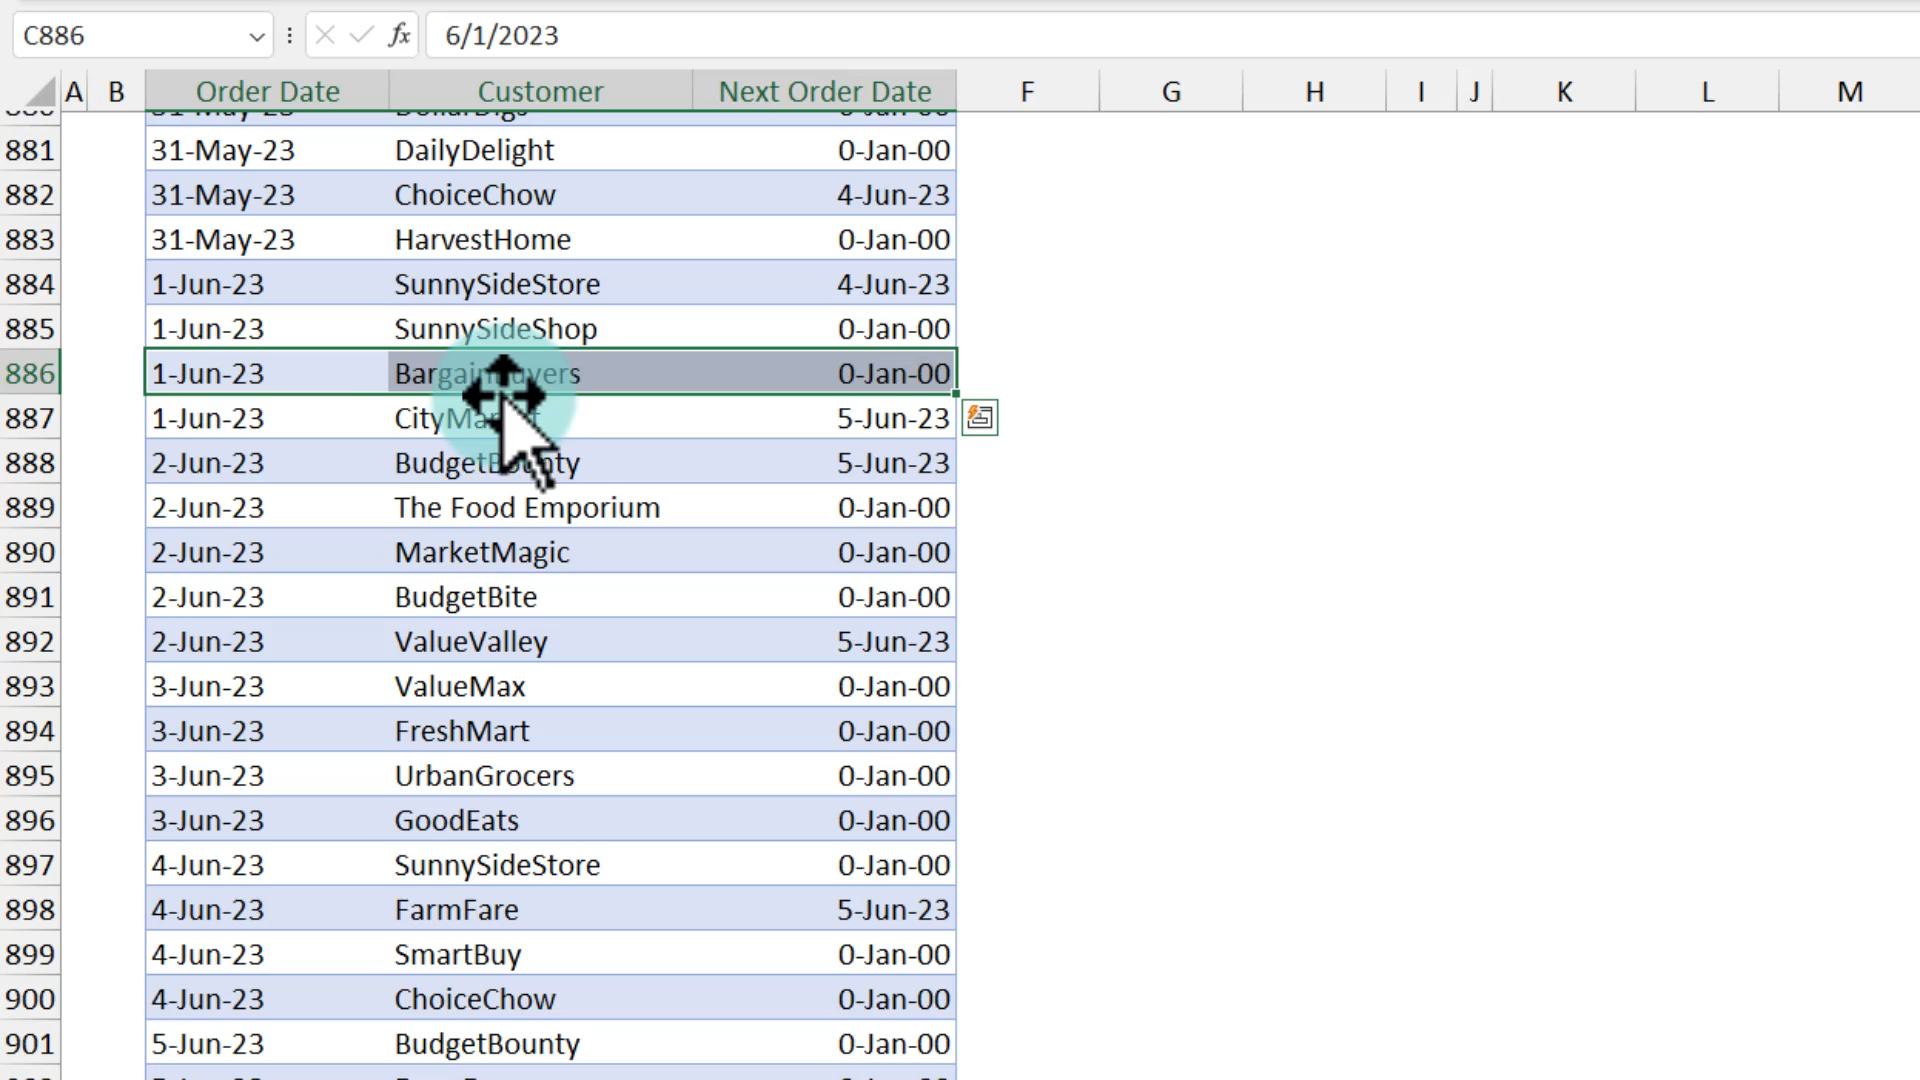 C886 fx 6/1/2023
A B Order Date Customer Next Order Date F G H I J K L M
881 31-May-23 DailyDelight 0-Jan-00
882 31-May-23 ChoiceChow 4-Jun-23
883 31-May-23 HarvestHome 0-Jan-00
884 1-Jun-23 SunnySideStore 4-Jun-23
885 1-Jun-23 SunnySideShop 0-Jan-00
886 1-Jun-23 BargainBuyers 0-Jan-00
887 1-Jun-23 CityMarket 5-Jun-23
888 2-Jun-23 BudgetBounty 5-Jun-23
889 2-Jun-23 The Food Emporium 0-Jan-00
890 2-Jun-23 MarketMagic 0-Jan-00
891 2-Jun-23 BudgetBite 0-Jan-00
892 2-Jun-23 ValueValley 5-Jun-23
893 3-Jun-23 ValueMax 0-Jan-00
894 3-Jun-23 FreshMart 0-Jan-00
895 3-Jun-23 UrbanGrocers 0-Jan-00
896 3-Jun-23 GoodEats 0-Jan-00
897 4-Jun-23 SunnySideStore 0-Jan-00
898 4-Jun-23 FarmFare 5-Jun-23
899 4-Jun-23 SmartBuy 0-Jan-00
900 4-Jun-23 ChoiceChow 0-Jan-00
901 5-Jun-23 BudgetBounty 0-Jan-00